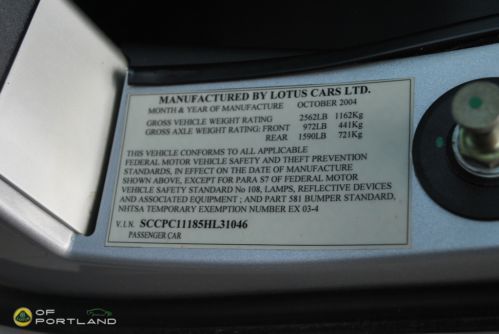 MANUFACTURED BY LOTUS CARS LTD.
MONTH & YEAR OF MANUFACTURE OCTOBER 2004
GROSS VEHICLE WEIGHT RATING 2562LB 1162Kg
GROSS AXLE WEIGHT RATING: FRONT 972LB 441Kg
REAR 1590LB 721Kg
THIS VEHICLE CONFORMS TO ALL APPLICABLE
FEDERAL MOTOR VEHICLE SAFETY AND THEFT PREVENTION
STANDARDS, IN EFFECT ON THE DATE OF MANUFACTURE
SHOWN ABOVE, EXCEPT FOR PARA S7 OF FEDERAL MOTOR
VEHICLE SAFETY STANDARD No 108, LAMPS, REFLECTIVE DEVICES
AND ASSOCIATED EQUIPMENT ; AND PART 581 BUMPER STANDARD,
NHTSA TEMPORARY EXEMPTION NUMBER EX 03-4
V.I.N. SCCPC11185HL31046
PASSENGER CAR
OF
PORTLAND